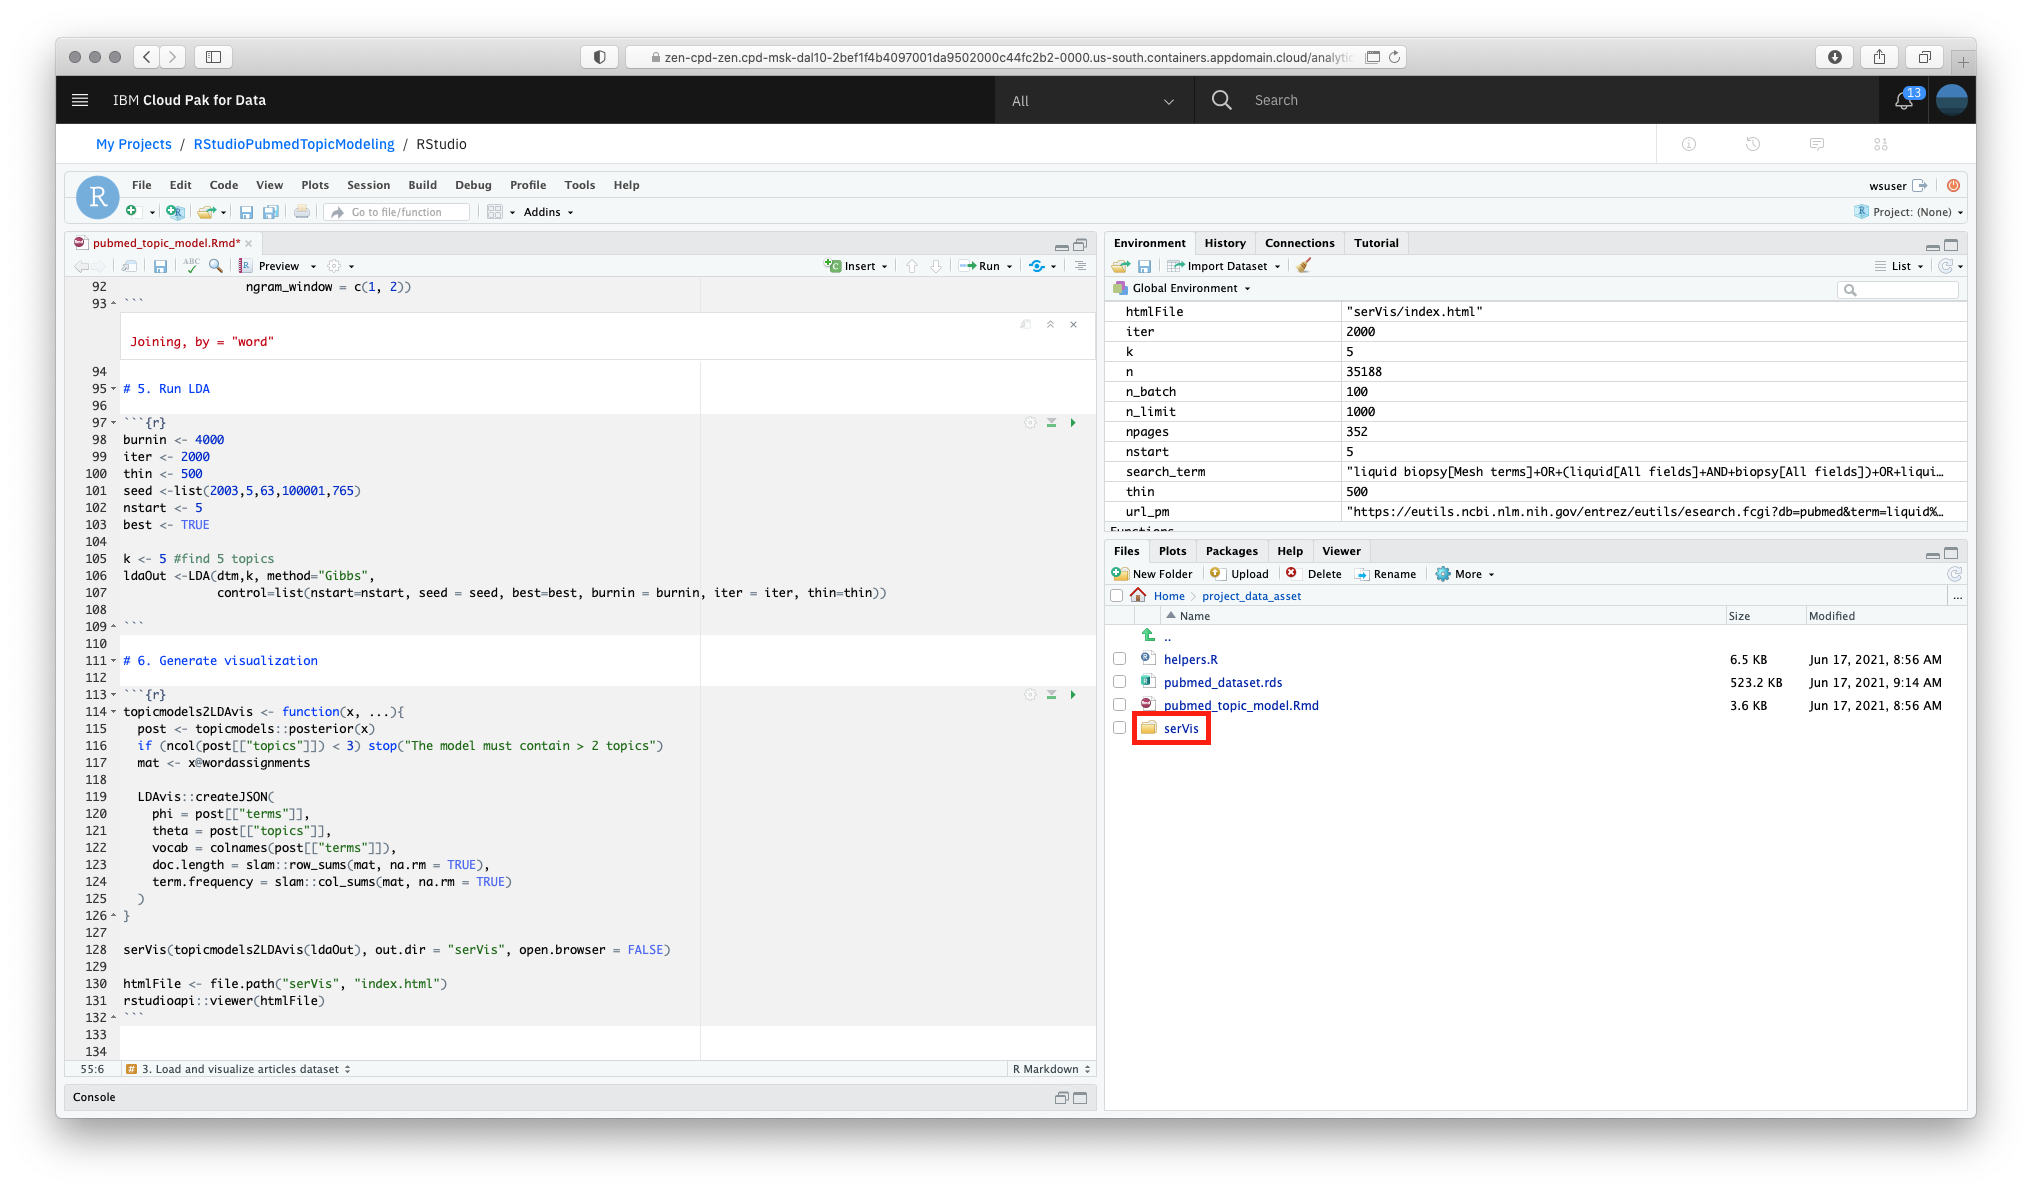 zen-cpd-zen.cpd-msk-dal10-2bef1f4b4097001da9502000c44fc2b2-0000.us-south.containers.appdomain.cloud/analytic
IBM Cloud Pak for Data
All
Search
13
My Projects / RStudioPubmedTopicModeling / RStudio
R
File Edit Code View Plots Session Build Debug Profile Tools Help
wsuser
Go to file/function
Addins
Project: (None)
pubmed_topic_model.Rmd*
ABC
Preview
Insert
Run
92 ngram_window = c(1, 2))
93 ```
Joining, by = "word"
94
95 # 5. Run LDA
96
97 ```{r}
98 burnin <- 4000
99 iter <- 2000
100 thin <- 500
101 seed <-list(2003,5,63,100001,765)
102 nstart <- 5
103 best <- TRUE
104
105 k <- 5 #find 5 topics
106 ldaOut <-LDA(dtm,k, method="Gibbs",
107 control=list(nstart=nstart, seed = seed, best=best, burnin = burnin, iter = iter, thin=thin))
108
109 ```
110
111 # 6. Generate visualization
112
113 ```{r}
114 topicmodels2LDAvis <- function(x, ...){
115 post <- topicmodels::posterior(x)
116 if (ncol(post[["topics"]]) < 3) stop("The model must contain > 2 topics")
117 mat <- x@wordassignments
118
119 LDAvis::createJSON(
120 phi = post[["terms"]],
121 theta = post[["topics"]],
122 vocab = colnames(post[["terms"]]),
123 doc.length = slam::row_sums(mat, na.rm = TRUE),
124 term.frequency = slam::col_sums(mat, na.rm = TRUE)
125 )
126 }
127
128 serVis(topicmodels2LDAvis(ldaOut), out.dir = "serVis", open.browser = FALSE)
129
130 htmlFile <- file.path("serVis", "index.html")
131 rstudioapi::viewer(htmlFile)
132 ```
133
134
55:6 # 3. Load and visualize articles dataset R Markdown
Console
Environment History Connections Tutorial
Import Dataset
List
Global Environment
htmlFile "serVis/index.html"
iter 2000
k 5
n 35188
n_batch 100
n_limit 1000
npages 352
nstart 5
search_term "liquid biopsy[Mesh terms]+OR+(liquid[All fields]+AND+biopsy[All fields])+OR+liqui…
thin 500
url_pm "https://eutils.ncbi.nlm.nih.gov/entrez/eutils/esearch.fcgi?db=pubmed&term=liquid%…
Functions
Files Plots Packages Help Viewer
New Folder Upload Delete Rename More
Home project_data_asset ...
Name Size Modified
..
helpers.R 6.5 KB Jun 17, 2021, 8:56 AM
pubmed_dataset.rds 523.2 KB Jun 17, 2021, 9:14 AM
pubmed_topic_model.Rmd 3.6 KB Jun 17, 2021, 8:56 AM
serVis